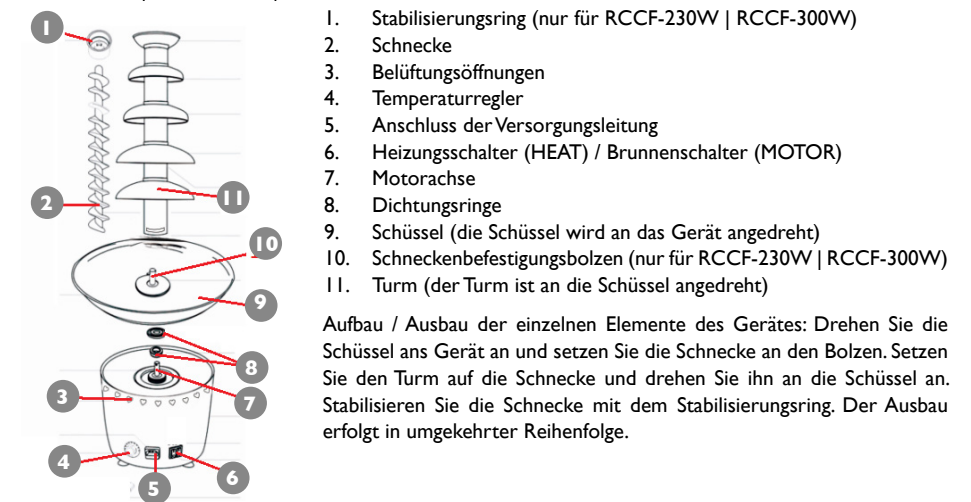 1. Stabilisierungsring (nur für RCCF-230W | RCCF-300W)
2. Schnecke
3. Belüftungsöffnungen
4. Temperaturregler
5. Anschluss der Versorgungsleitung
6. Heizungsschalter (HEAT) / Brunnenschalter (MOTOR)
7. Motorachse
8. Dichtungsringe
9. Schüssel (die Schüssel wird an das Gerät angedreht)
10. Schneckenbefestigungsbolzen (nur für RCCF-230W | RCCF-300W)
11. Turm (der Turm ist an die Schüssel angedreht)
Aufbau / Ausbau der einzelnen Elemente des Gerätes: Drehen Sie die
Schüssel ans Gerät an und setzen Sie die Schnecke an den Bolzen. Setzen
Sie den Turm auf die Schnecke und drehen Sie ihn an die Schüssel an.
Stabilisieren Sie die Schnecke mit dem Stabilisierungsring. Der Ausbau
erfolgt in umgekehrter Reihenfolge.
1
2
11
10
9
8
7
3
4
5
6